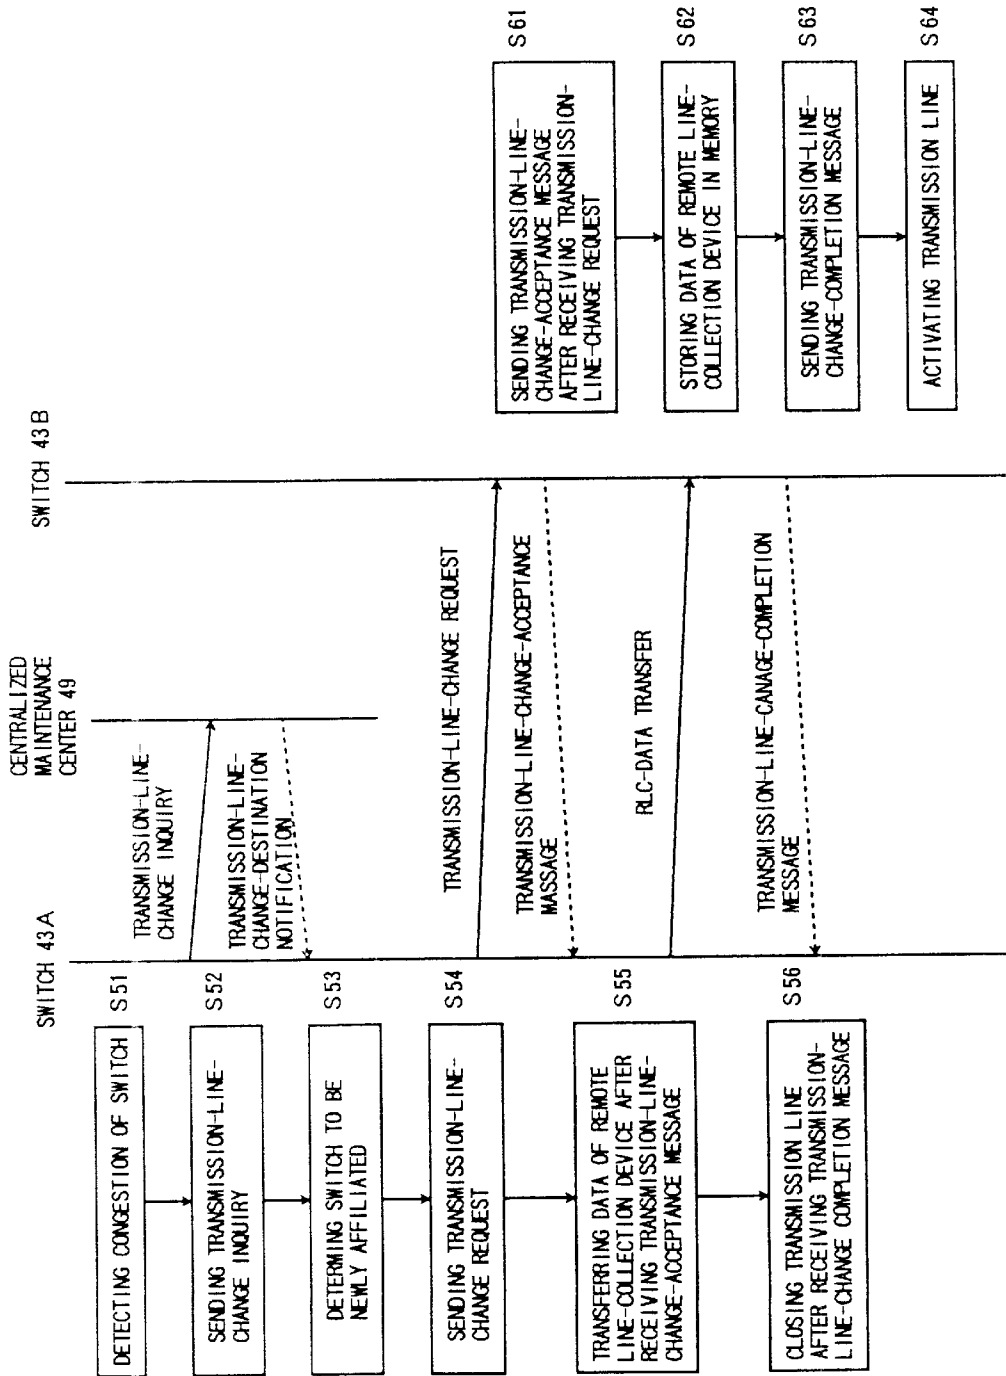 SWITCH 43A
CENTRALIZED
MAINTENANCE
CENTER 49
SWITCH 43B
DETECTING CONGESTION OF SWITCH
S51
SENDING TRANSMISSION-LINE-
CHANGE INQUIRY
S52
DETERMINING SWITCH TO BE
NEWLY AFFILIATED
S53
SENDING TRANSMISSION-LINE-
CHANGE REQUEST
S54
TRANSFERRING DATA OF REMOTE
LINE-COLLECTION DEVICE AFTER
RECEIVING TRANSMISSION-LINE-
CHANGE-ACCEPTANCE MESSAGE
S55
CLOSING TRANSMISSION LINE
AFTER RECEIVING TRANSMISSION-
LINE-CHANGE COMPLETION MESSAGE
S56
TRANSMISSION-LINE-
CHANGE INQUIRY
TRANSMISSION-LINE-
CHANGE-DESTINATION
NOTIFICATION
TRANSMISSION-LINE-CHANGE REQUEST
TRANSMISSION-LINE-CHANGE-ACCEPTANCE
MASSAGE
RLC-DATA TRANSFER
TRANSMISSION-LINE-CANAGE-COMPLETION
MESSAGE
SENDING TRANSMISSION-LINE-
CHANGE-ACCEPTANCE MESSAGE
AFTER RECEIVING TRANSMISSION-
LINE-CHANGE REQUEST
S61
STORING DATA OF REMOTE LINE-
COLLECTION DEVICE IN MEMORY
S62
SENDING TRANSMISSION-LINE-
CHANGE-COMPLETION MESSAGE
S63
ACTIVATING TRANSMISSION LINE
S64